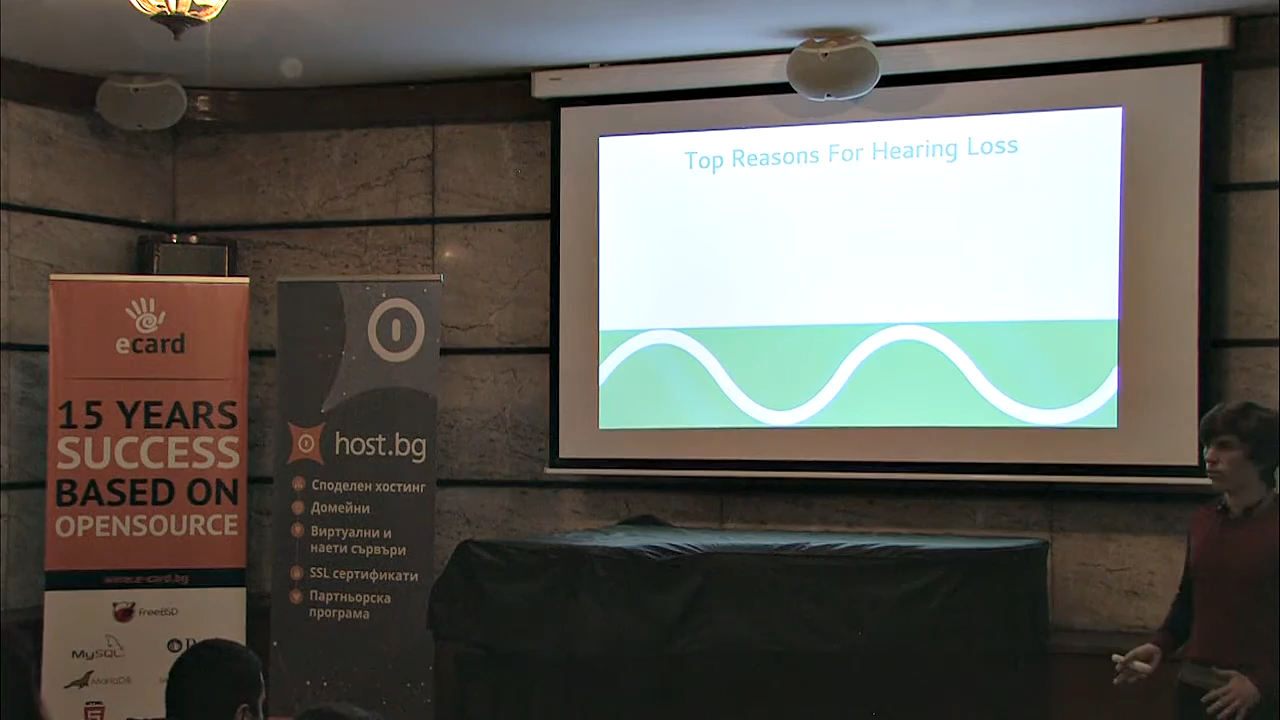 Top Reasons For Hearing Loss
ecard
15 YEARS
SUCCESS
BASED ON
OPENSOURCE
www.e-card.bg
FreeBSD
MySQL
MariaDB
host.bg
Споделен хостинг
Домейни
Виртуални и
наети сървъри
SSL сертификати
Партньорска
програма